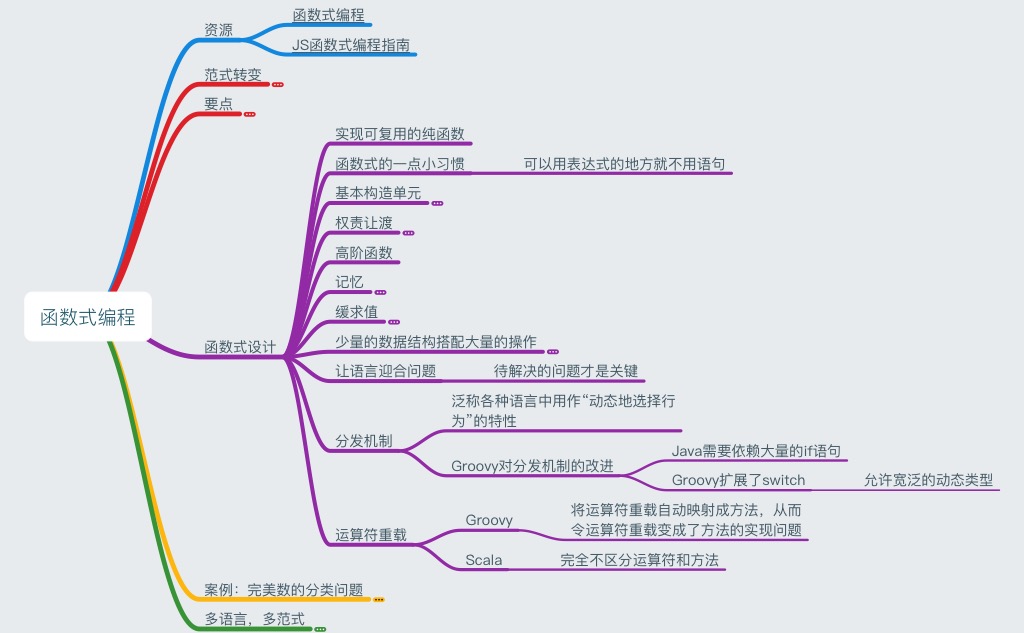 函数式编程
资源
函数式编程
JS函数式编程指南
范式转变
要点
函数式设计
实现可复用的纯函数
函数式的一点小习惯
可以用表达式的地方就不用语句
基本构造单元
权责让渡
高阶函数
记忆
缓求值
少量的数据结构搭配大量的操作
让语言迎合问题
待解决的问题才是关键
分发机制
泛称各种语言中用作“动态地选择行
为”的特性
Groovy对分发机制的改进
Java需要依赖大量的if语句
Groovy扩展了switch
允许宽泛的动态类型
运算符重载
Groovy
将运算符重载自动映射成方法，从而
令运算符重载变成了方法的实现问题
Scala
完全不区分运算符和方法
案例：完美数的分类问题
多语言，多范式